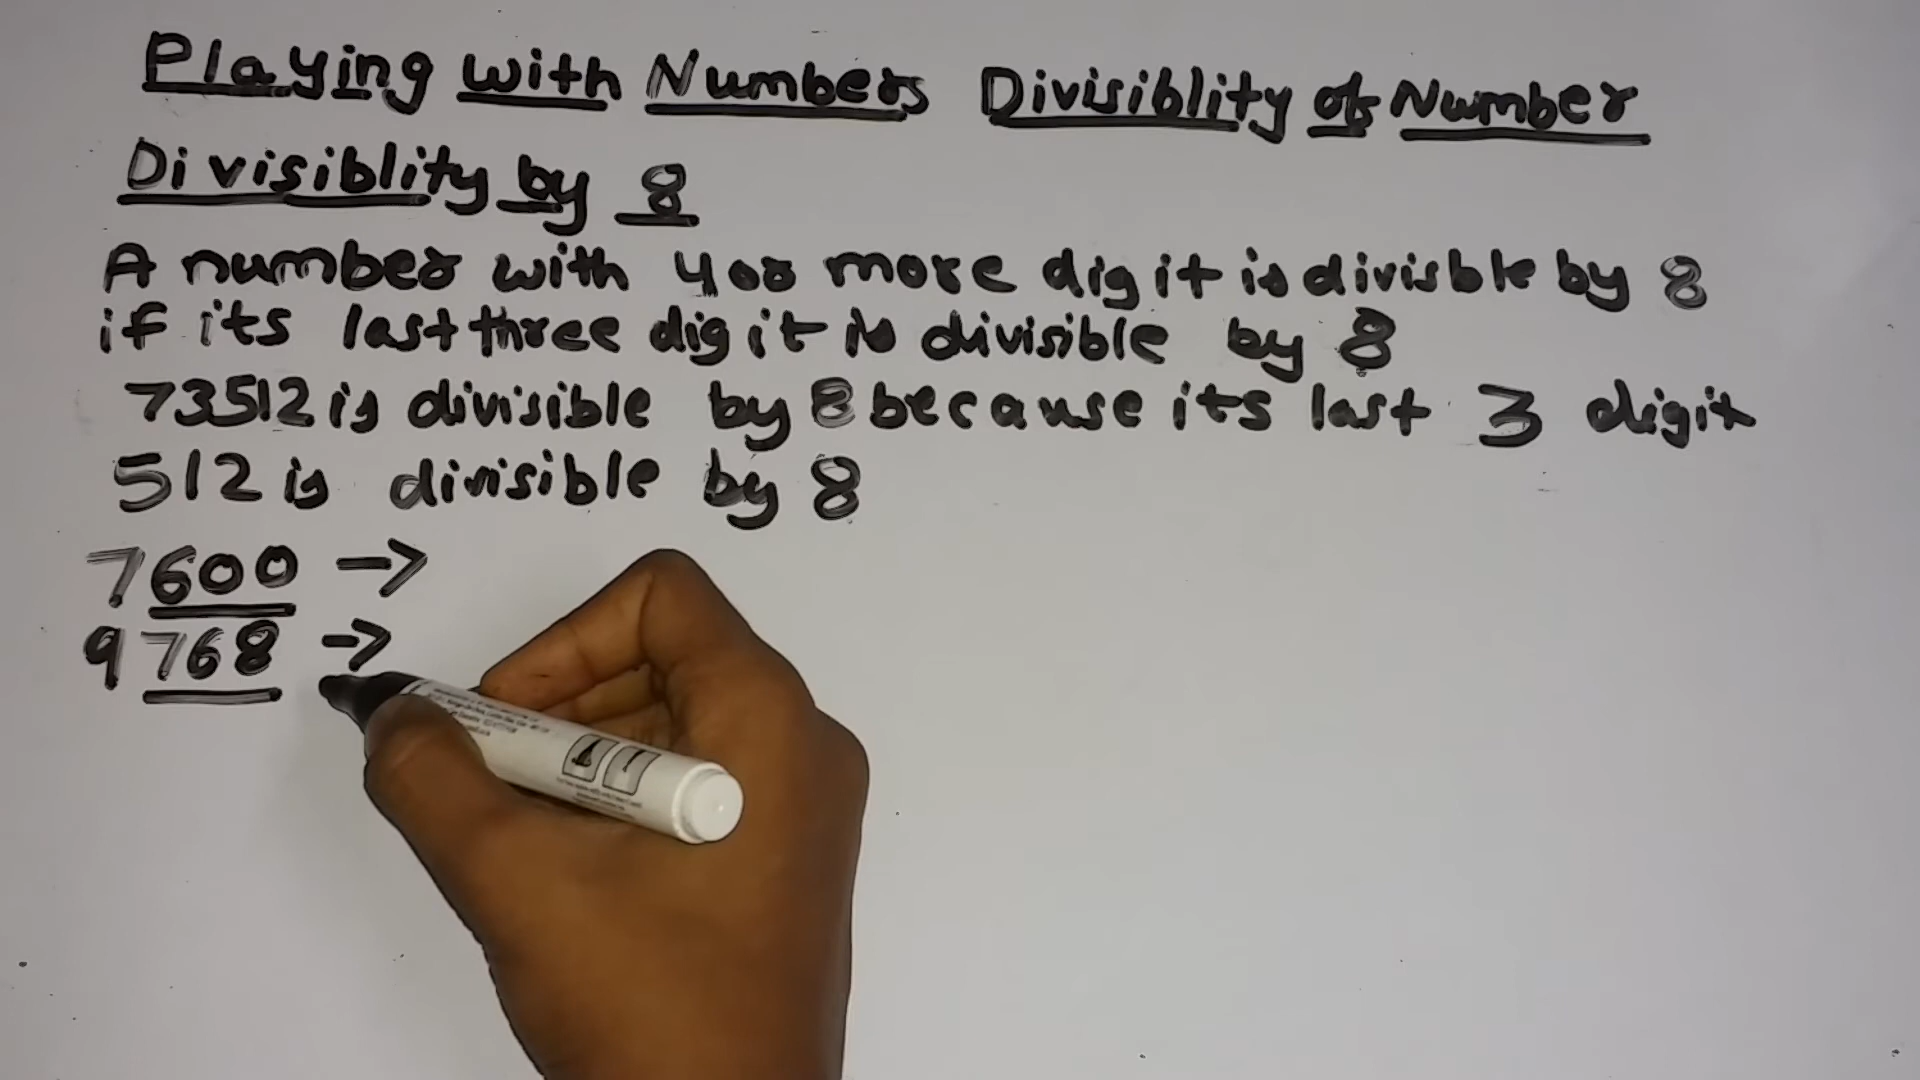 Playing with Numbers Divisiblity of Number
Divisiblity by 8
A number with 4 or more digit is divisble by 8
if its last three digit is divisible by 8
73512 is divisible by 8 because its last 3 digit
512 is divisible by 8
7600 →
9768 →